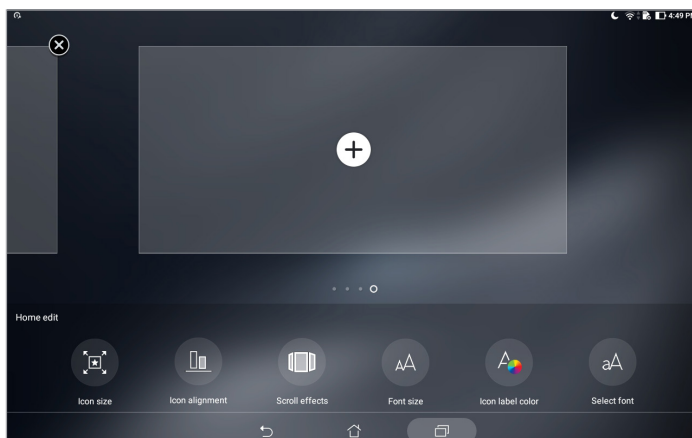 4:49 PM
Home edit
Icon size
Icon alignment
Scroll effects
Font size
Icon label color
Select font